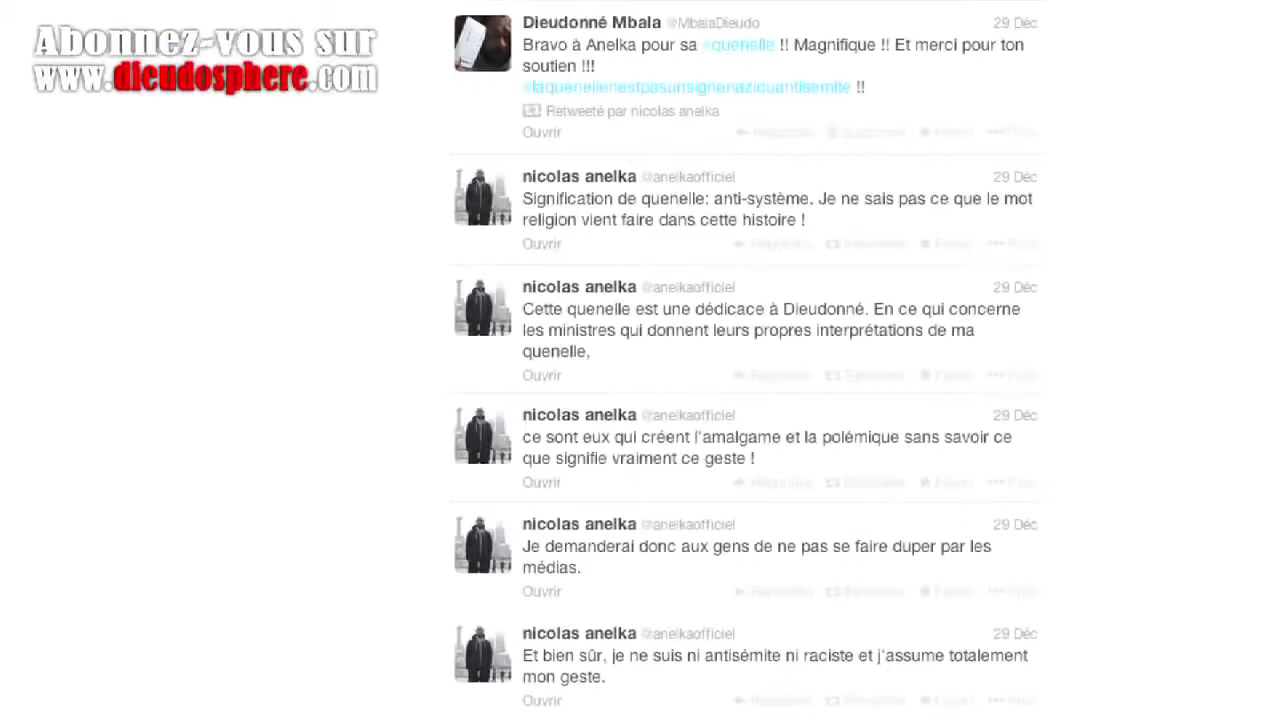 Abonnez-vous sur
www.dieudosphere.com
Dieudonné Mbala @MbalaDieudo 29 Déc
Bravo à Anelka pour sa #quenelle !! Magnifique !! Et merci pour ton
soutien !!!
#laquenellenestpasunsignenaziouantisemite !!
Retweeté par nicolas anelka
Ouvrir
nicolas anelka @anelkaofficiel 29 Déc
Signification de quenelle: anti-système. Je ne sais pas ce que le mot
religion vient faire dans cette histoire !
Ouvrir
nicolas anelka @anelkaofficiel 29 Déc
Cette quenelle est une dédicace à Dieudonné. En ce qui concerne
les ministres qui donnent leurs propres interprétations de ma
quenelle,
Ouvrir
nicolas anelka @anelkaofficiel 29 Déc
ce sont eux qui créent l'amalgame et la polémique sans savoir ce
que signifie vraiment ce geste !
Ouvrir
nicolas anelka @anelkaofficiel 29 Déc
Je demanderai donc aux gens de ne pas se faire duper par les
médias.
Ouvrir
nicolas anelka @anelkaofficiel 29 Déc
Et bien sûr, je ne suis ni antisémite ni raciste et j'assume totalement
mon geste.
Ouvrir